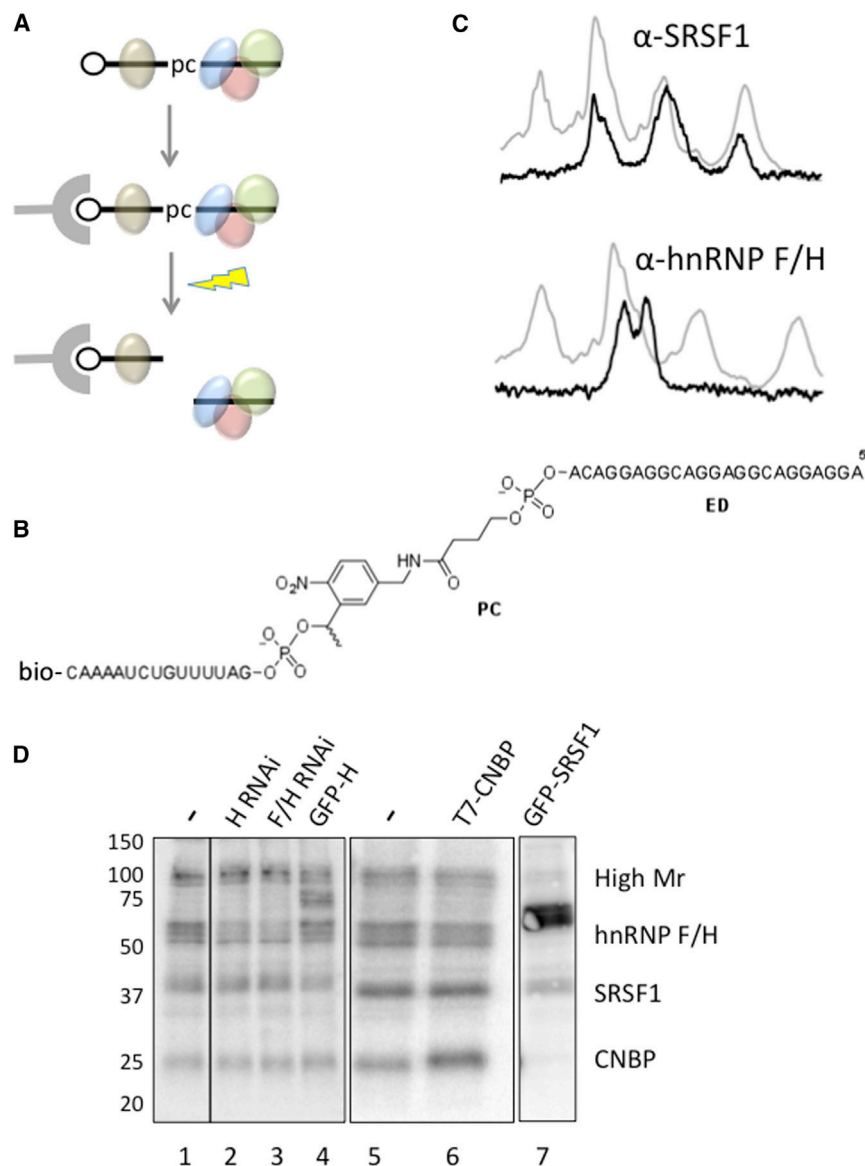 A
pc
pc
C
α-SRSF1
α-hnRNP F/H
B
bio-CAAAAUCUGUUUUAG-O
O
−O
P
O
O
O₂N
HN
O
PC
O
−O
P
O
O-ACAGGAGGCAGGAGGCAGGAGGA
5
ED
D
-
H RNAi
F/H RNAi
GFP-H
-
T7-CNBP
GFP-SRSF1
150
100
75
50
37
25
20
High Mr
hnRNP F/H
SRSF1
CNBP
1 2 3 4 5 6 7